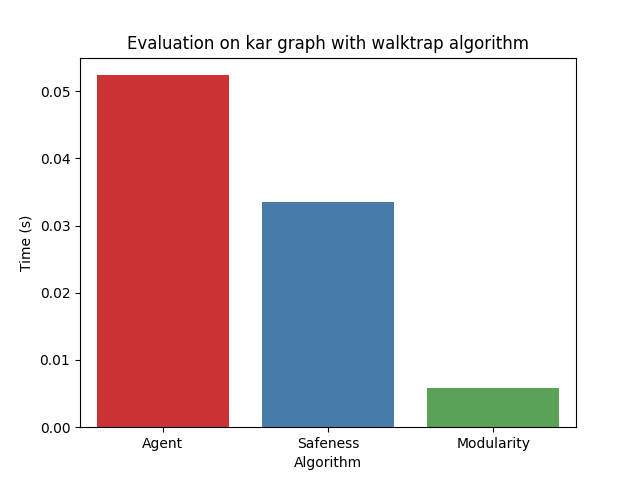 Evaluation on kar graph with walktrap algorithm
0.05
0.04
0.03
0.02
0.01
0.00
Time (s)
Agent Safeness Modularity
Algorithm